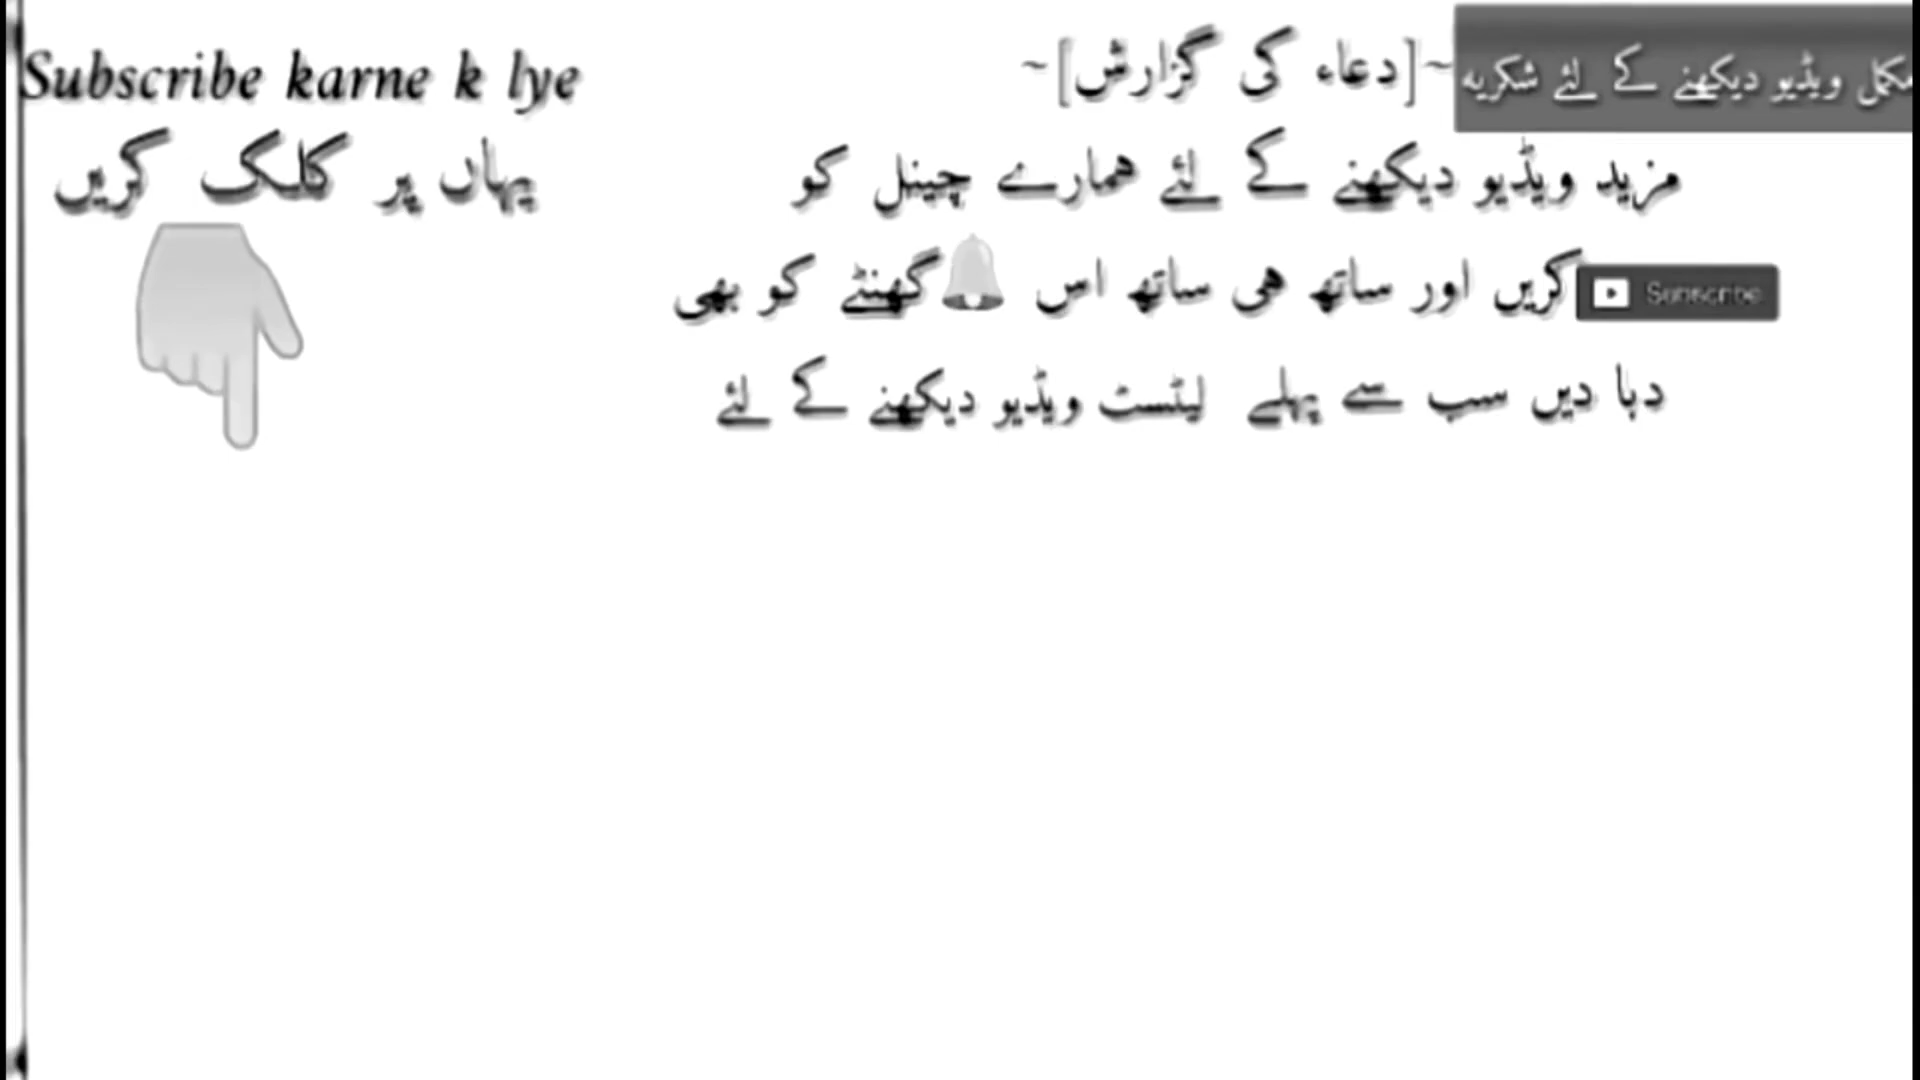 مکمل ویڈیو دیکھنے کے لئے شکریہ
~[دعاء کی گزارش]~
مزید ویڈیو دیکھنے کے لئے ہمارے چینل کو
Subscribe کریں اور ساتھ ہی ساتھ اس 🔔گھنٹے کو بھی
دبا دیں سب سے پہلے لیٹسٹ ویڈیو دیکھنے کے لئے
Subscribe karne k lye
یہاں پر کلک کریں